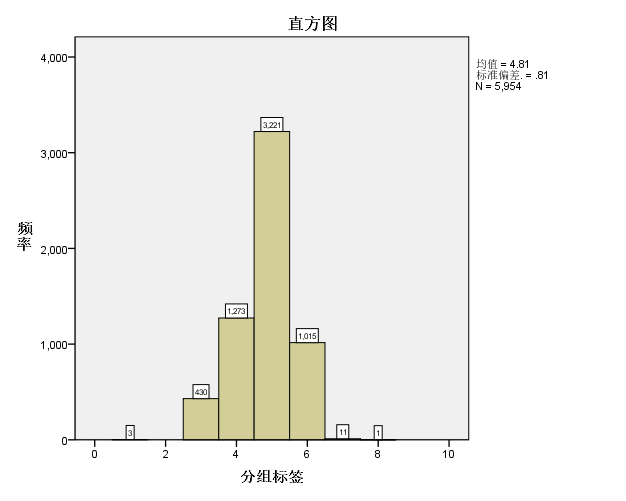 直方图
均值 = 4.81
标准偏差. = .81
N = 5,954
4,000
3,000
2,000
1,000
0
频率
3
430
1,273
3,221
1,015
11
1
0 2 4 6 8 10
分组标签